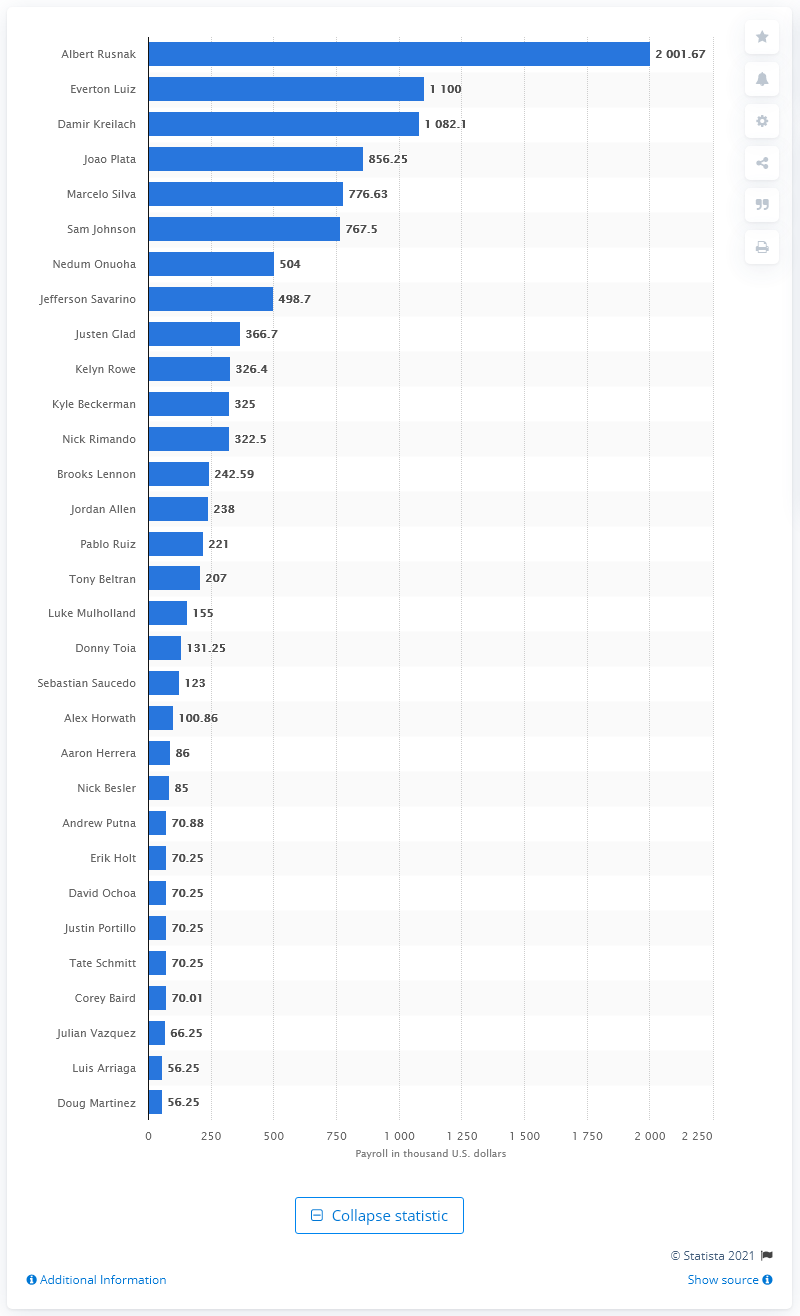 Albert Rusnak 2 001.67
Everton Luiz 1 100
Damir Kreilach 1 082.1
Joao Plata 856.25
Marcelo Silva 776.63
Sam Johnson 767.5
Nedum Onuoha 504
Jefferson Savarino 498.7
Justen Glad 366.7
Kelyn Rowe 326.4
Kyle Beckerman 325
Nick Rimando 322.5
Brooks Lennon 242.59
Jordan Allen 238
Pablo Ruiz 221
Tony Beltran 207
Luke Mulholland 155
Donny Toia 131.25
Sebastian Saucedo 123
Alex Horwath 100.86
Aaron Herrera 86
Nick Besler 85
Andrew Putna 70.88
Erik Holt 70.25
David Ochoa 70.25
Justin Portillo 70.25
Tate Schmitt 70.25
Corey Baird 70.01
Julian Vazquez 66.25
Luis Arriaga 56.25
Doug Martinez 56.25
0 250 500 750 1 000 1 250 1 500 1 750 2 000 2 250
Payroll in thousand U.S. dollars
Collapse statistic
© Statista 2021
Additional Information Show source